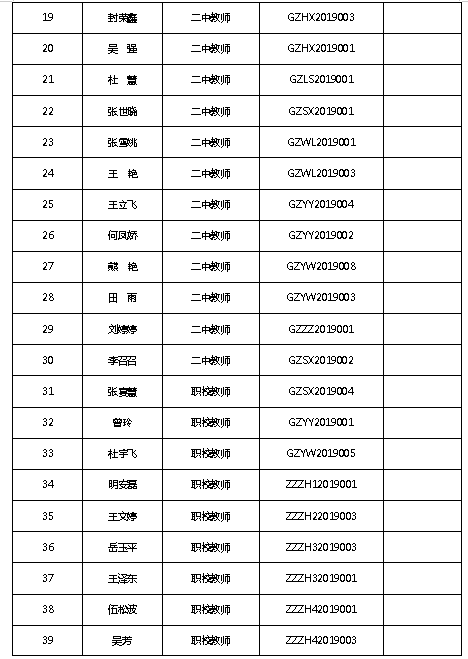 19 封荣鑫 二中教师 GZHX2019003
20 吴 强 二中教师 GZHX2019001
21 杜 慧 二中教师 GZLS2019001
22 张世骁 二中教师 GZSX2019001
23 张雪姚 二中教师 GZWL2019001
24 王 艳 二中教师 GZWL2019003
25 王立飞 二中教师 GZYY2019004
26 何凤娇 二中教师 GZYY2019002
27 龚 艳 二中教师 GZYW2019008
28 田 雨 二中教师 GZYW2019003
29 刘婷婷 二中教师 GZZZ2019001
30 李召召 二中教师 GZSX2019002
31 张宴慧 职校教师 GZSX2019004
32 曾玲 职校教师 GZYY2019001
33 杜宇飞 职校教师 GZYW2019005
34 明安磊 职校教师 ZZZH12019001
35 王文婷 职校教师 ZZZH22019003
36 岳玉平 职校教师 ZZZH32019003
37 王泽东 职校教师 ZZZH32019001
38 伍松波 职校教师 ZZZH42019001
39 吴芳 职校教师 ZZZH42019003